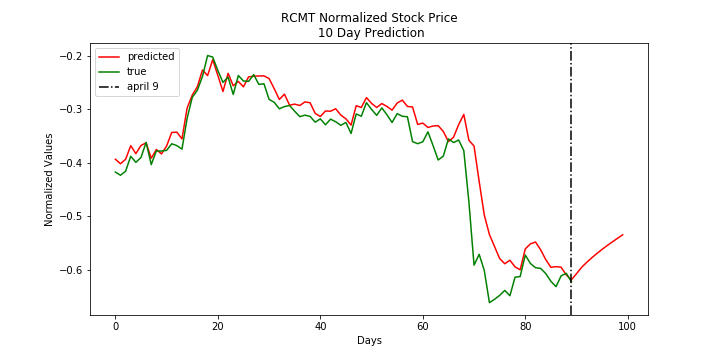 RCMT Normalized Stock Price
10 Day Prediction
predicted
true
april 9
Normalized Values
−0.2
−0.3
−0.4
−0.5
−0.6
0
20
40
60
80
100
Days